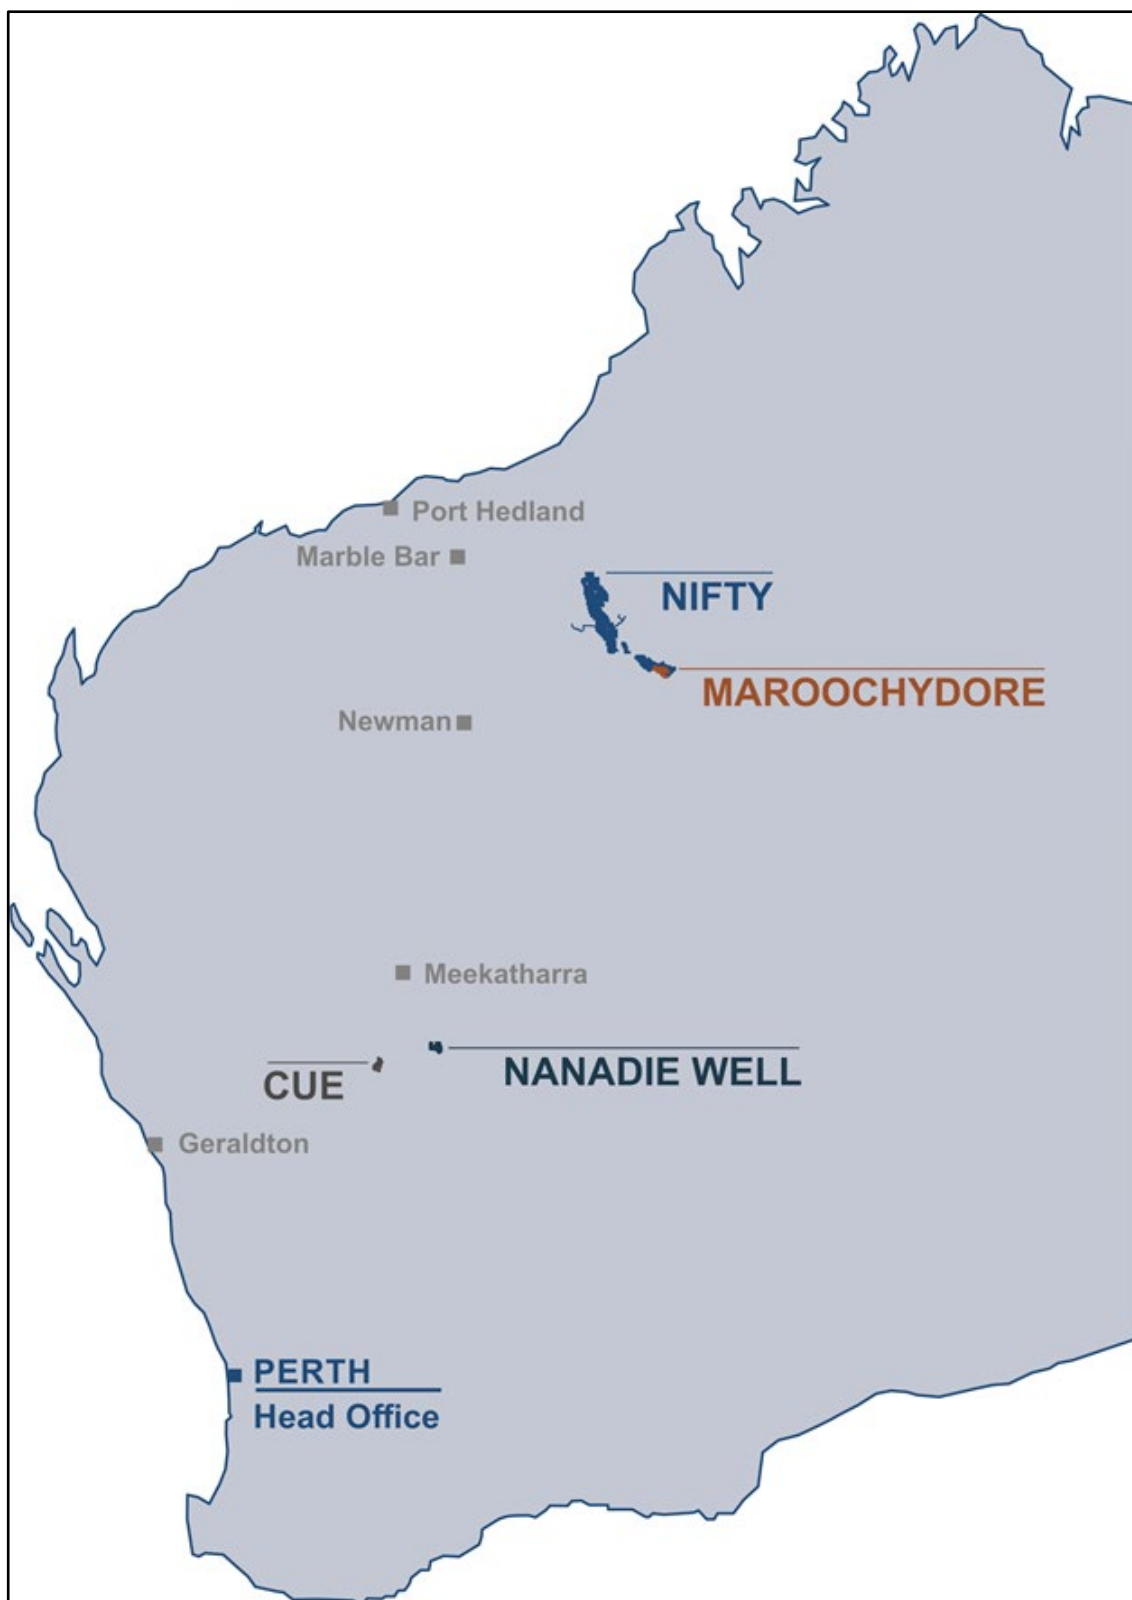 Port Hedland
Marble Bar
NIFTY
MAROOCHYDORE
Newman
Meekatharra
NANADIE WELL
CUE
Geraldton
PERTH
Head Office